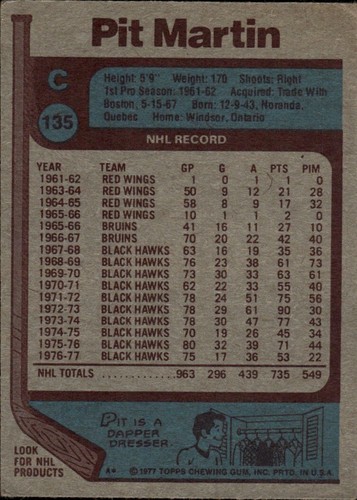 Pit Martin
C
135
Height: 5'9" Weight: 170 Shoots: Right
1st Pro Season: 1961-62 Acquired: Trade With
Boston, 5-15-67 Born: 12-9-43, Noranda,
Quebec Home: Windsor, Ontario
NHL RECORD
YEAR TEAM GP G A PTS PIM
1961-62 RED WINGS 1 0 1 1 0
1963-64 RED WINGS 50 9 12 21 28
1964-65 RED WINGS 58 8 9 17 32
1965-66 RED WINGS 10 1 1 2 0
1965-66 BRUINS 41 16 11 27 10
1966-67 BRUINS 70 20 22 42 40
1967-68 BLACK HAWKS 63 16 19 35 36
1968-69 BLACK HAWKS 76 23 38 61 73
1969-70 BLACK HAWKS 73 30 33 63 61
1970-71 BLACK HAWKS 62 22 33 55 40
1971-72 BLACK HAWKS 78 24 51 75 56
1972-73 BLACK HAWKS 78 29 61 90 30
1973-74 BLACK HAWKS 78 30 47 77 43
1974-75 BLACK HAWKS 70 19 26 45 34
1975-76 BLACK HAWKS 80 32 39 71 44
1976-77 BLACK HAWKS 75 17 36 53 22
NHL TOTALS 963 296 439 735 549
PIT IS A
DAPPER
DRESSER.
LOOK
FOR NHL
PRODUCTS
© 1977 TOPPS CHEWING GUM, INC. PRTD. IN U.S.A.